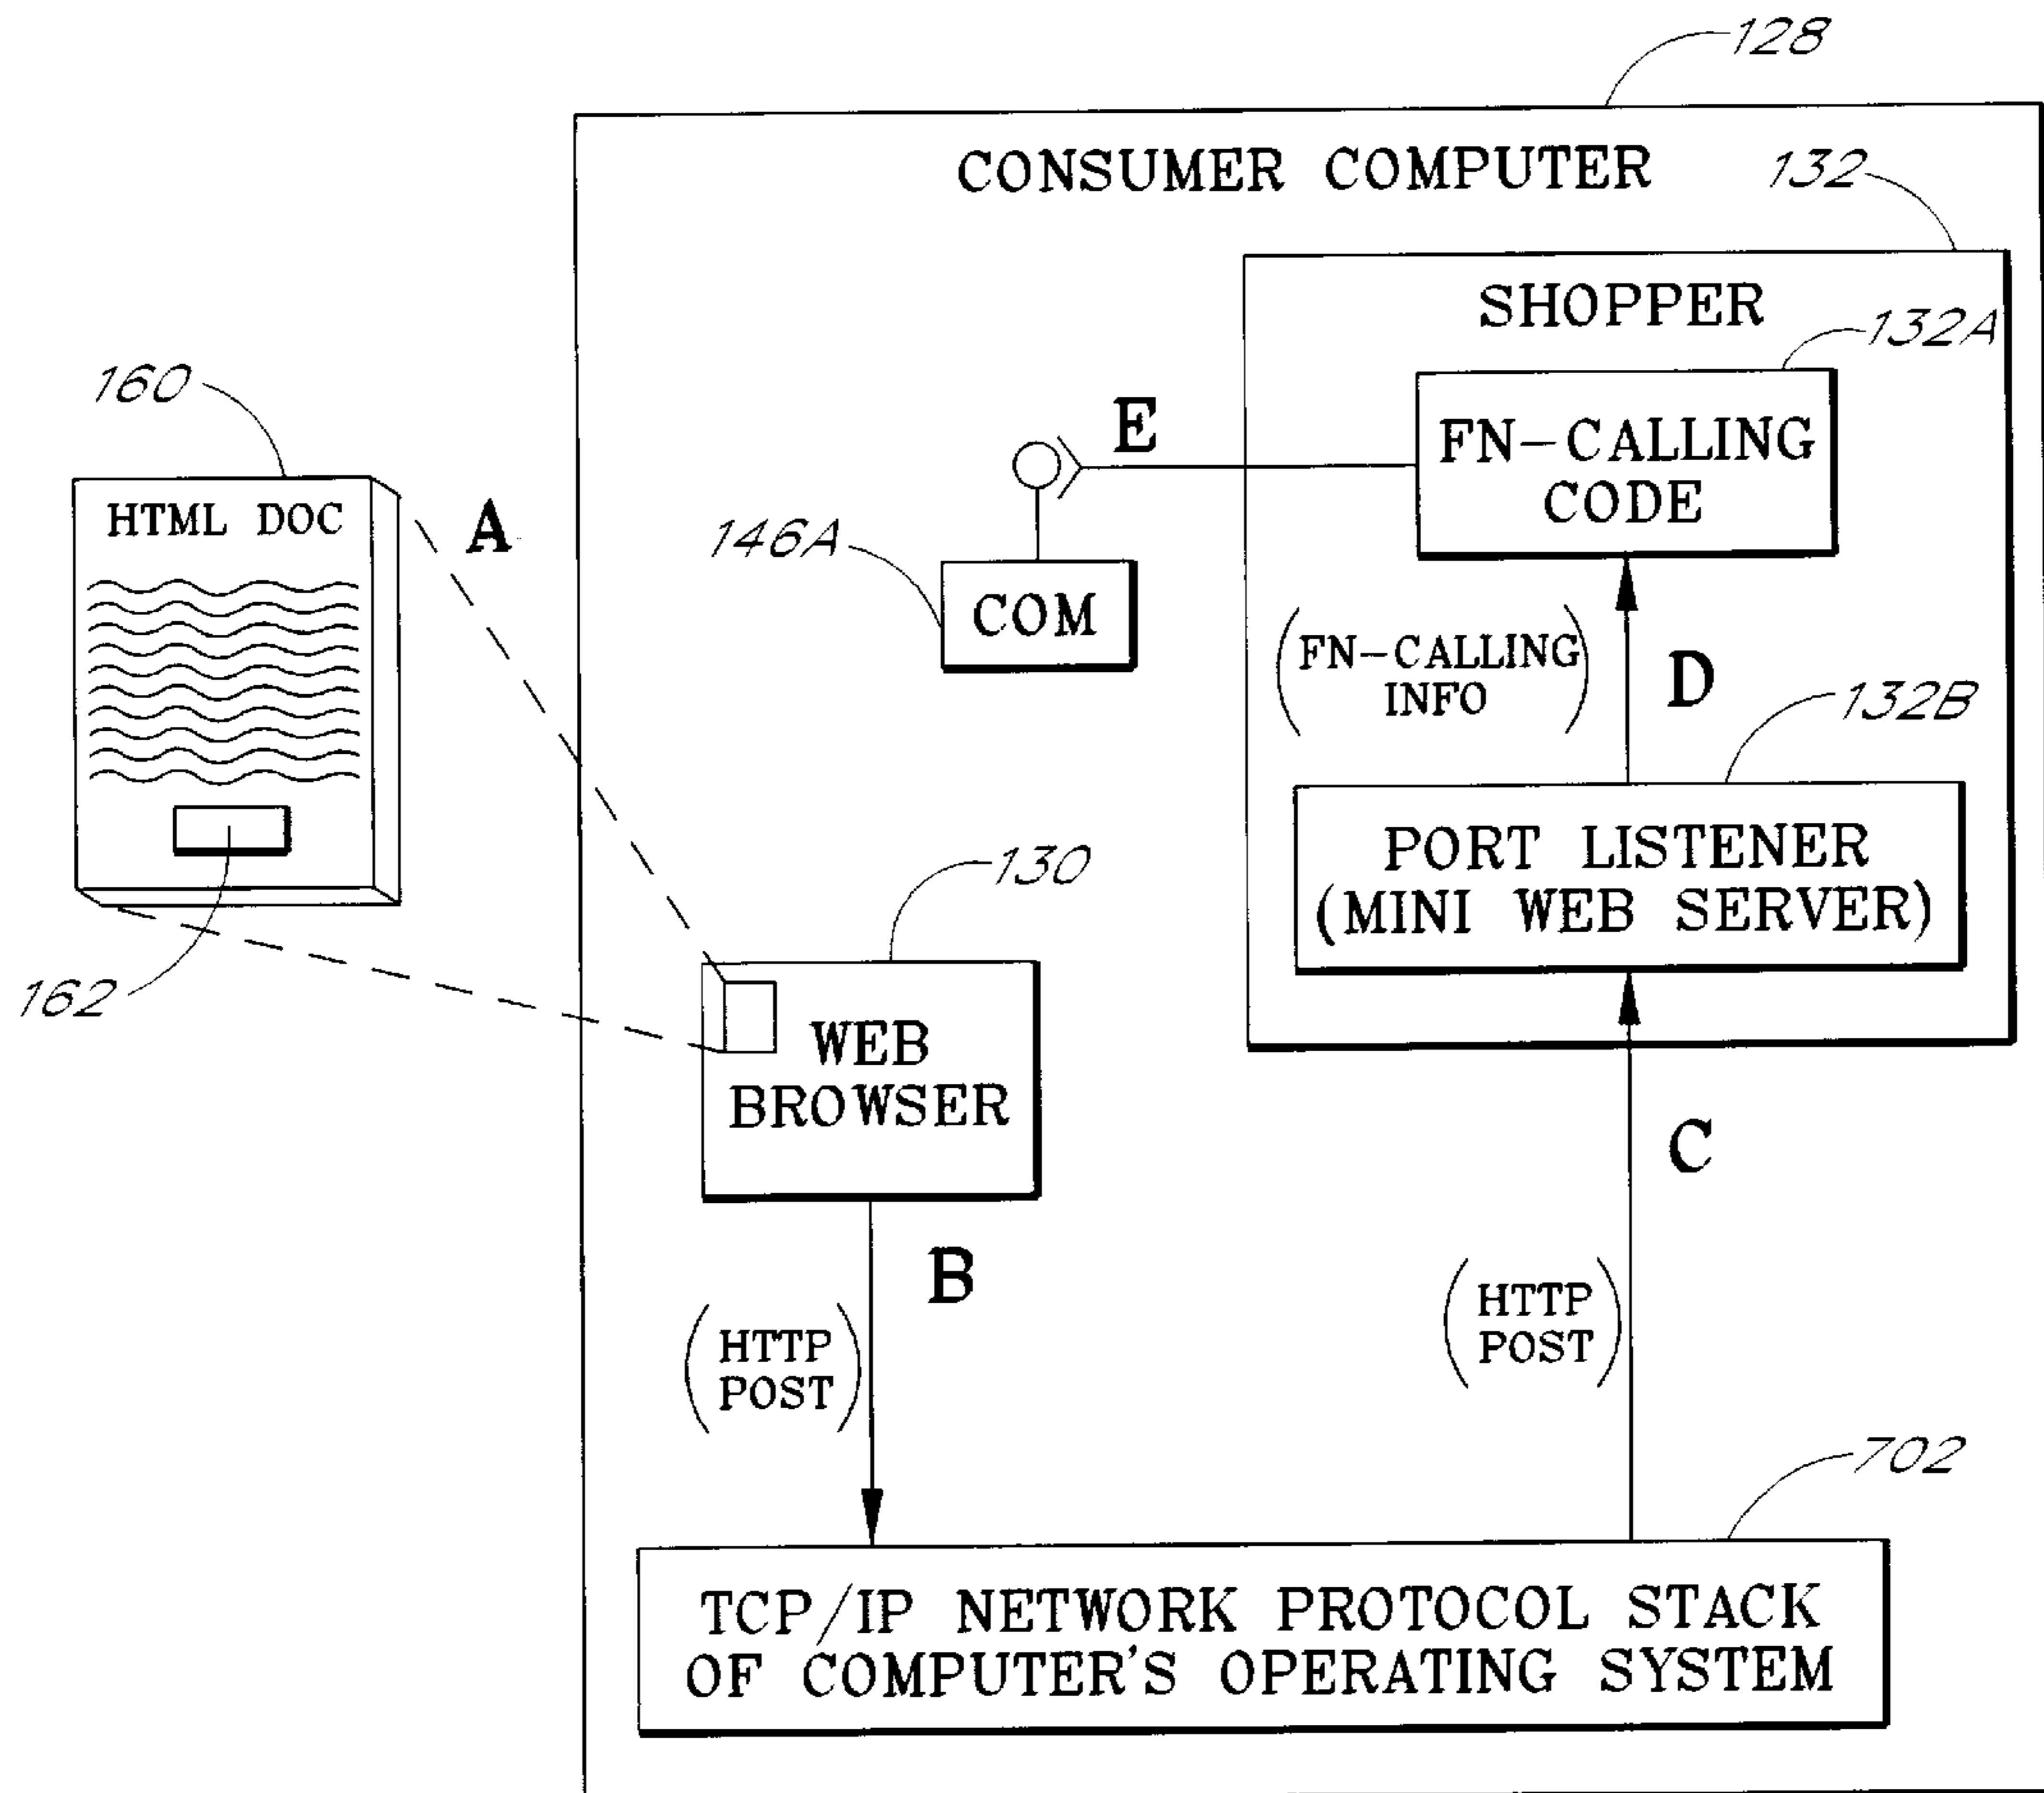 128
CONSUMER COMPUTER
132
SHOPPER
132A
160
FN-CALLING
CODE
E
HTML DOC
A
146A
COM
(FN-CALLING
INFO)
D
132B
PORT LISTENER
(MINI WEB SERVER)
130
162
WEB
BROWSER
C
B
(HTTP
POST)
(HTTP
POST)
702
TCP/IP NETWORK PROTOCOL STACK
OF COMPUTER'S OPERATING SYSTEM